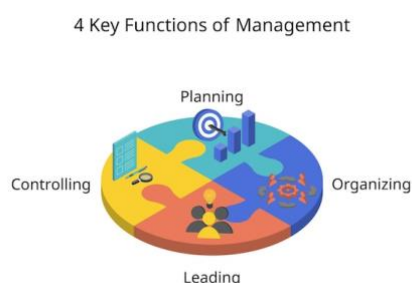 4 Key Functions of Management
Planning
Controlling
Organizing
Leading